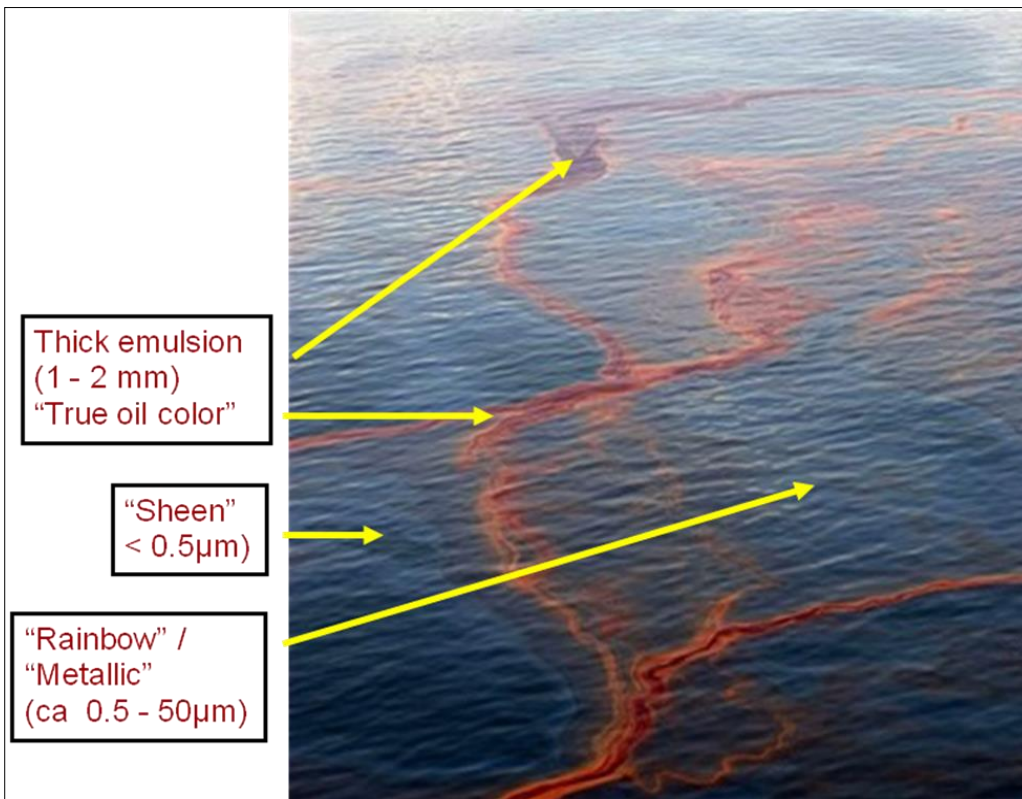 Thick emulsion
(1 - 2 mm)
“True oil color”
“Sheen”
< 0.5µm)
“Rainbow” /
“Metallic”
(ca  0.5 - 50µm)